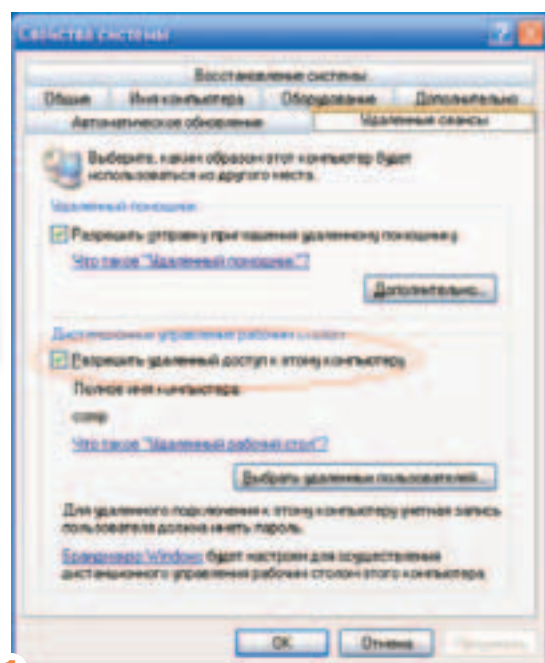 Свойства системы
Восстановление системы
Общие Имя компьютера Оборудование Дополнительно
Автоматическое обновление Удаленные сеансы
Выберите, каким образом этот компьютер будет
использоваться из другого места.
Удаленный помощник
Разрешить отправку приглашения удаленному помощнику
Что такое "Удаленный помощник"?
Дополнительно...
Дистанционное управление рабочим столом
Разрешить удаленный доступ к этому компьютеру
Полное имя компьютера:
comp
Что такое "Удаленный рабочий стол"?
Выбрать удаленных пользователей...
Для удаленного подключения к этому компьютеру учетная запись
пользователя должна иметь пароль.
Брандмауэр Windows будет настроен для осуществления
дистанционного управления рабочим столом этого компьютера.
OK Отмена Применить